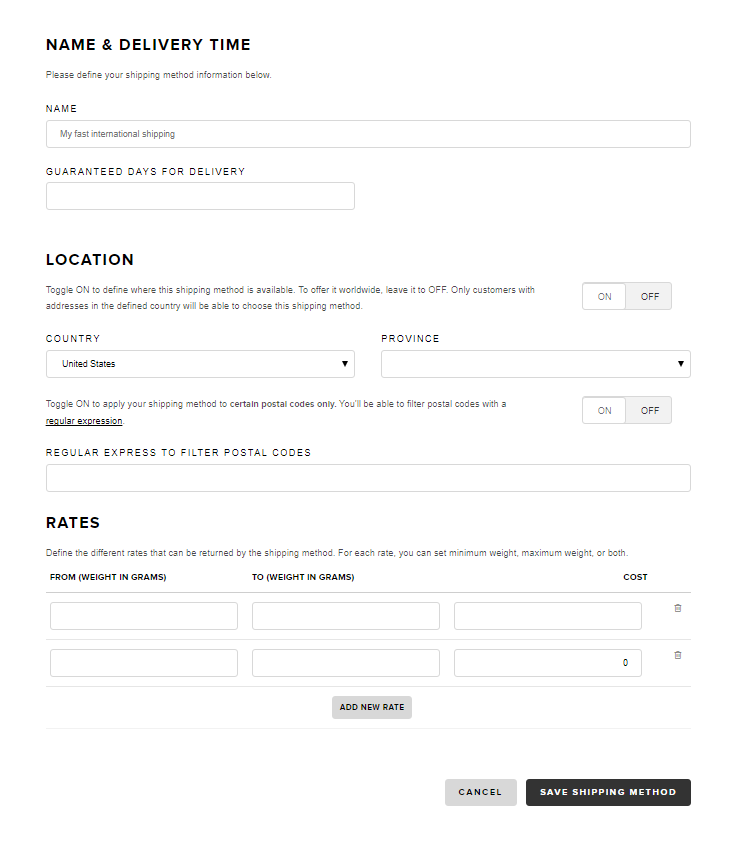 NAME & DELIVERY TIME
Please define your shipping method information below.
NAME
My fast international shipping
GUARANTEED DAYS FOR DELIVERY
LOCATION
Toggle ON to define where this shipping method is available. To offer it worldwide, leave it to OFF. Only customers with
addresses in the defined country will be able to choose this shipping method.
ON OFF
COUNTRY PROVINCE
United States
Toggle ON to apply your shipping method to certain postal codes only. You'll be able to filter postal codes with a
regular expression.
ON OFF
REGULAR EXPRESS TO FILTER POSTAL CODES
RATES
Define the different rates that can be returned by the shipping method. For each rate, you can set minimum weight, maximum weight, or both.
FROM (WEIGHT IN GRAMS) TO (WEIGHT IN GRAMS) COST
0
ADD NEW RATE
CANCEL SAVE SHIPPING METHOD